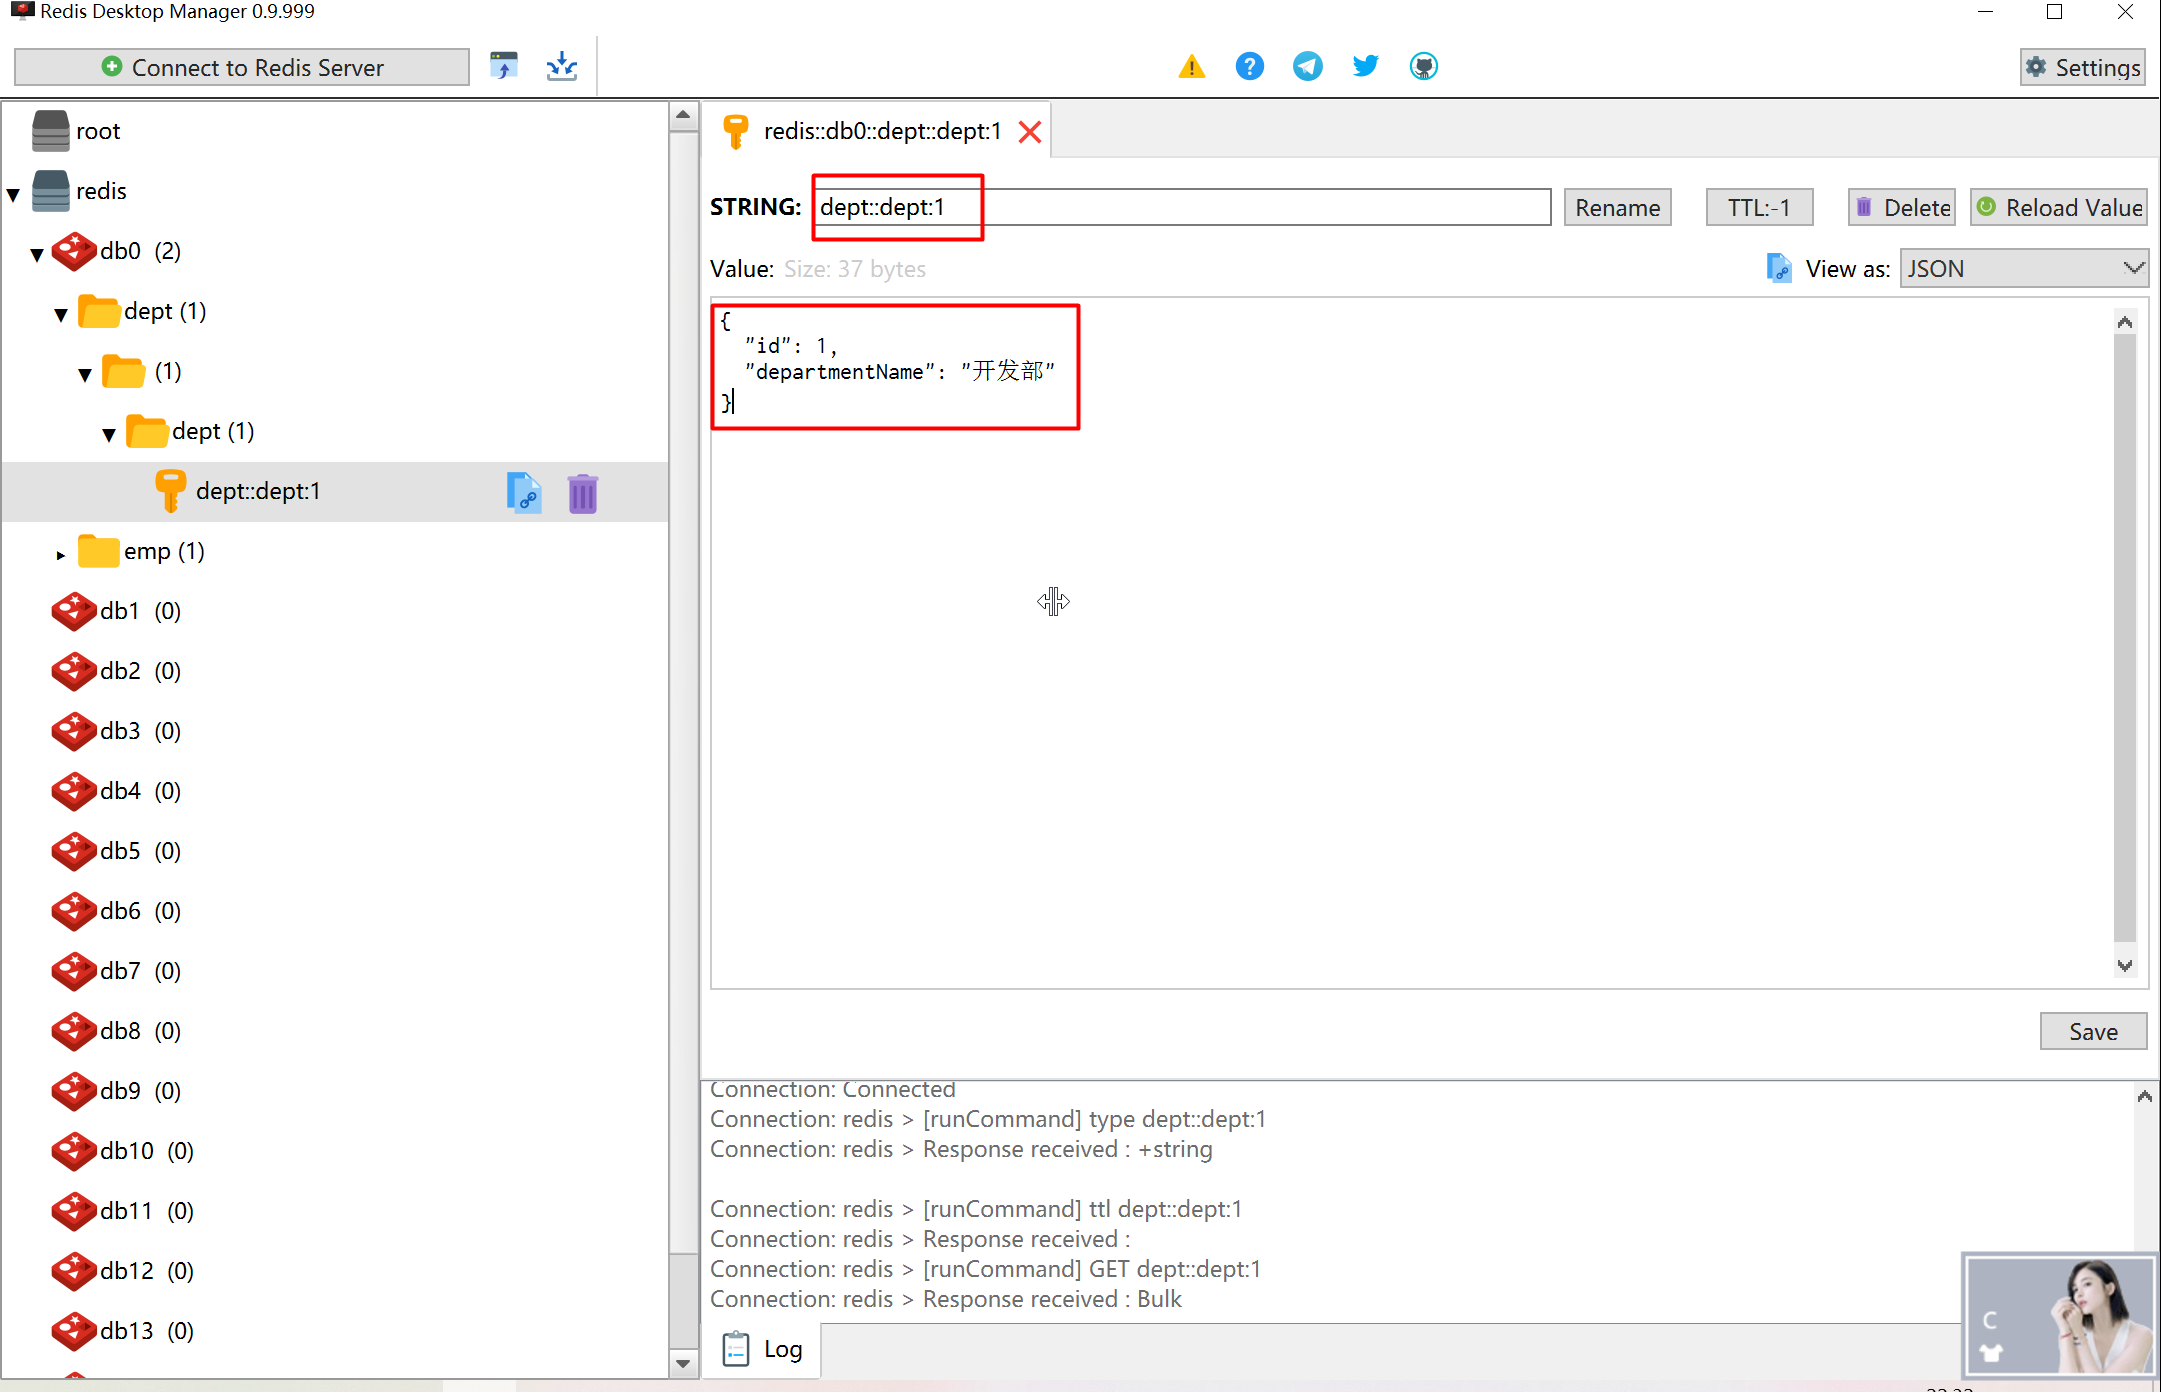 Redis Desktop Manager 0.9.999
Connect to Redis Server
Settings
root
redis
db0 (2)
dept (1)
(1)
dept (1)
dept::dept:1
emp (1)
db1 (0)
db2 (0)
db3 (0)
db4 (0)
db5 (0)
db6 (0)
db7 (0)
db8 (0)
db9 (0)
db10 (0)
db11 (0)
db12 (0)
db13 (0)
redis::db0::dept::dept:1
STRING: dept::dept:1 Rename TTL:-1 Delete Reload Value
Value: Size: 37 bytes View as: JSON
{
"id": 1,
"departmentName": "开发部"
}
Save
Connection: Connected
Connection: redis > [runCommand] type dept::dept:1
Connection: redis > Response received : +string
Connection: redis > [runCommand] ttl dept::dept:1
Connection: redis > Response received :
Connection: redis > [runCommand] GET dept::dept:1
Connection: redis > Response received : Bulk
Log
C